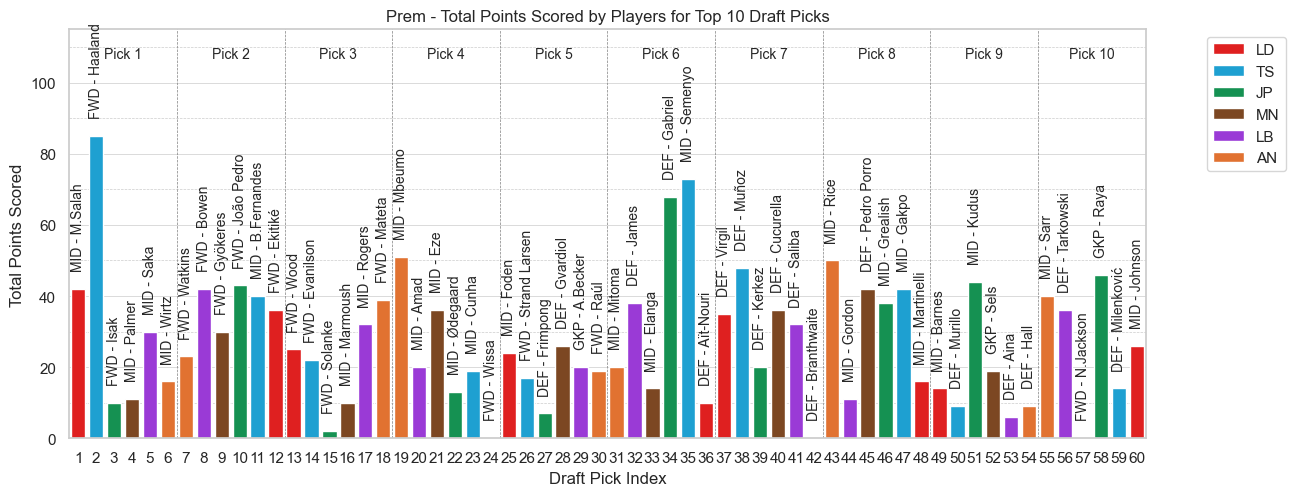 Prem - Total Points Scored by Players for Top 10 Draft Picks
Pick 1
Pick 2
Pick 3
Pick 4
Pick 5
Pick 6
Pick 7
Pick 8
Pick 9
Pick 10
LD
TS
JP
MN
LB
AN
Total Points Scored
100
80
60
40
20
0
MID - M.Salah
FWD - Haaland
FWD - Isak
MID - Palmer
MID - Saka
MID - Wirtz
FWD - Watkins
FWD - Bowen
FWD - Gyökeres
FWD - João Pedro
MID - B.Fernandes
FWD - Ekitiké
FWD - Wood
FWD - Evanilson
FWD - Solanke
MID - Marmoush
MID - Rogers
FWD - Mateta
MID - Mbeumo
MID - Amad
MID - Eze
MID - Ødegaard
MID - Cunha
FWD - Wissa
MID - Foden
FWD - Strand Larsen
DEF - Frimpong
DEF - Gvardiol
GKP - A.Becker
FWD - Raúl
MID - Mitoma
DEF - James
MID - Elanga
DEF - Gabriel
MID - Semenyo
DEF - Aït-Nouri
DEF - Virgil
DEF - Muñoz
DEF - Kerkez
DEF - Cucurella
DEF - Saliba
DEF - Branthwaite
MID - Rice
MID - Gordon
DEF - Pedro Porro
MID - Grealish
MID - Gakpo
MID - Martinelli
MID - Barnes
DEF - Murillo
MID - Kudus
GKP - Sels
DEF - Aina
DEF - Hall
MID - Sarr
DEF - Tarkowski
FWD - N.Jackson
GKP - Raya
DEF - Milenković
MID - Johnson
1 2 3 4 5 6 7 8 9 10 11 12 13 14 15 16 17 18 19 20 21 22 23 24 25 26 27 28 29 30 31 32 33 34 35 36 37 38 39 40 41 42 43 44 45 46 47 48 49 50 51 52 53 54 55 56 57 58 59 60
Draft Pick Index